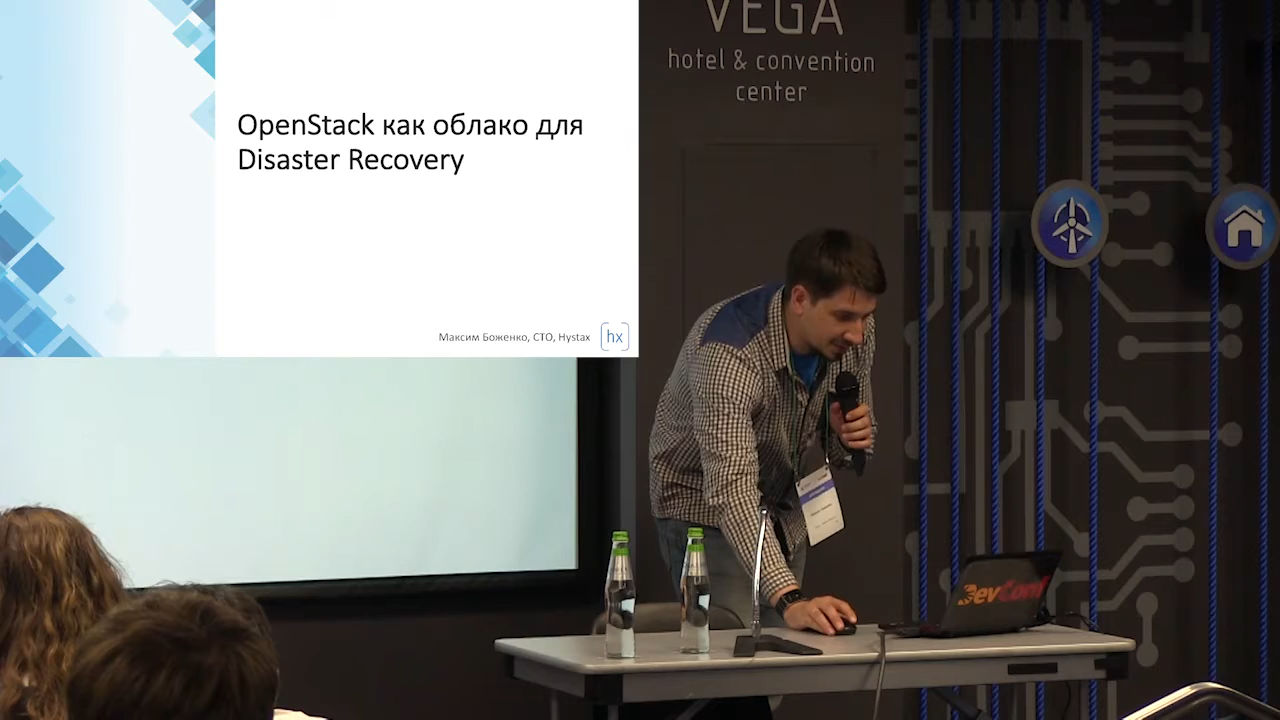 OpenStack как облако для
Disaster Recovery
Максим Боженко, CTO, Hystax
hx
VEGA
hotel & convention
center
DevConf